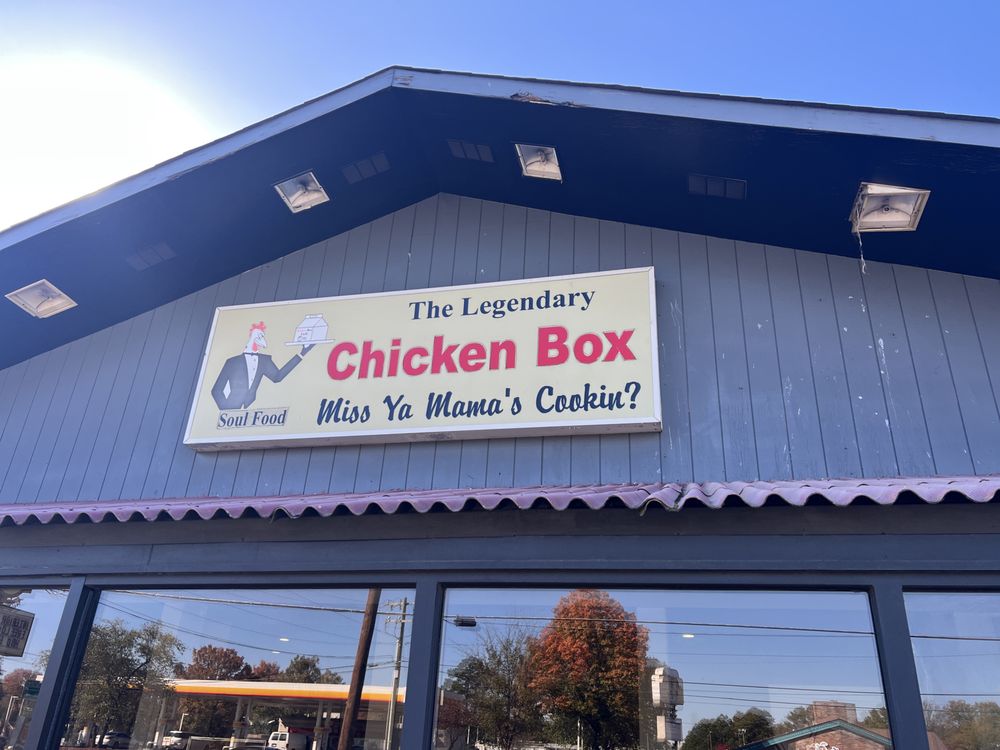 The Legendary
Chicken Box
Miss Ya Mama's Cookin?
Soul Food